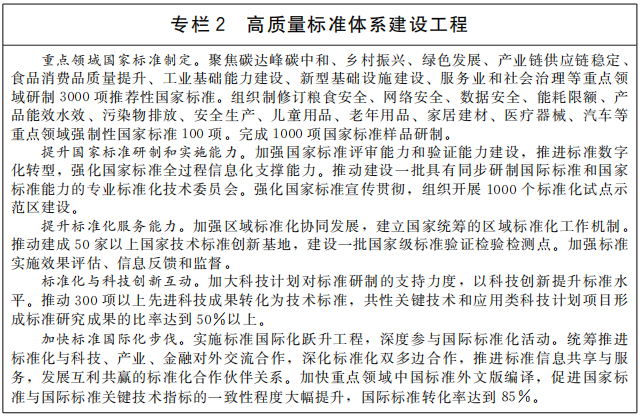 专栏2 高质量标准体系建设工程
重点领域国家标准制定。聚焦碳达峰碳中和、乡村振兴、绿色发展、产业链供应链稳定、
食品消费品质量提升、工业基础能力建设、新型基础设施建设、服务业和社会治理等重点领
域研制3000项推荐性国家标准。组织制修订粮食安全、网络安全、数据安全、能耗限额、产
品能效水效、污染物排放、安全生产、儿童用品、老年用品、家居建材、医疗器械、汽车等
重点领域强制性国家标准100项。完成1000项国家标准样品研制。
提升国家标准研制和实施能力。加强国家标准评审能力和验证能力建设，推进标准数字
化转型，强化国家标准全过程信息化支撑能力。推动建设一批具有同步研制国际标准和国家
标准能力的专业标准化技术委员会。强化国家标准宣传贯彻，组织开展1000个标准化试点示
范区建设。
提升标准化服务能力。加强区域标准化协同发展，建立国家统筹的区域标准化工作机制。
推动建成50家以上国家技术标准创新基地，建设一批国家级标准验证检验检测点。加强标准
实施效果评估、信息反馈和监督。
标准化与科技创新互动。加大科技计划对标准研制的支持力度，以科技创新提升标准水
平。推动300项以上先进科技成果转化为技术标准，共性关键技术和应用类科技计划项目形
成标准研究成果的比率达到50%以上。
加快标准国际化步伐。实施标准国际化跃升工程，深度参与国际标准化活动。统筹推进
标准化与科技、产业、金融对外交流合作，深化标准化双多边合作，推进标准信息共享与服
务，发展互利共赢的标准化合作伙伴关系。加快重点领域中国标准外文版编译，促进国家标
准与国际标准关键技术指标的一致性程度大幅提升，国际标准转化率达到85%。